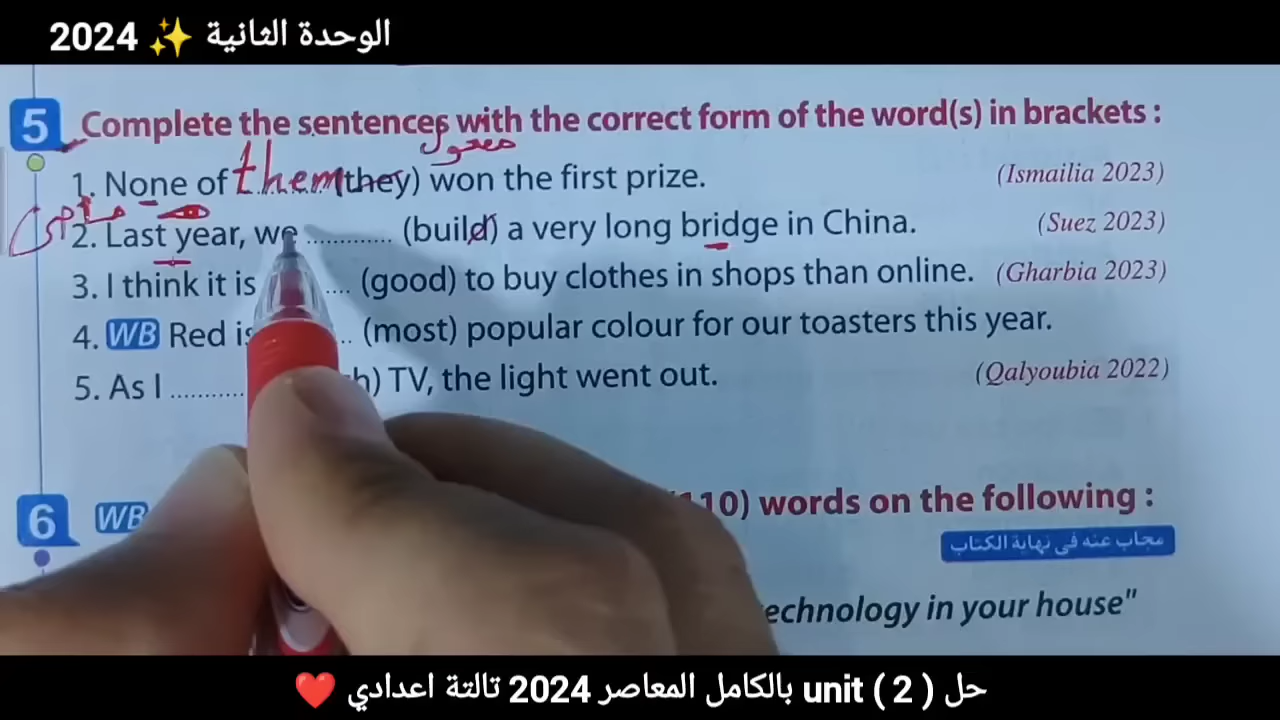 الوحدة الثانية ✨ 2024
5 Complete the sentences with the correct form of the word(s) in brackets :
مفعول
1. None of them (they) won the first prize. (Ismailia 2023)
ماضي
2. Last year, we ............ (build) a very long bridge in China. (Suez 2023)
3. I think it is .... (good) to buy clothes in shops than online. (Gharbia 2023)
4. WB Red is .. (most) popular colour for our toasters this year.
5. As I ........... h) TV, the light went out. (Qalyoubia 2022)
6 WB 110) words on the following :
مجاب عنه فى نهاية الكتاب
echnology in your house"
حل unit ( 2 ) بالكامل المعاصر 2024 تالتة اعدادي ❤️